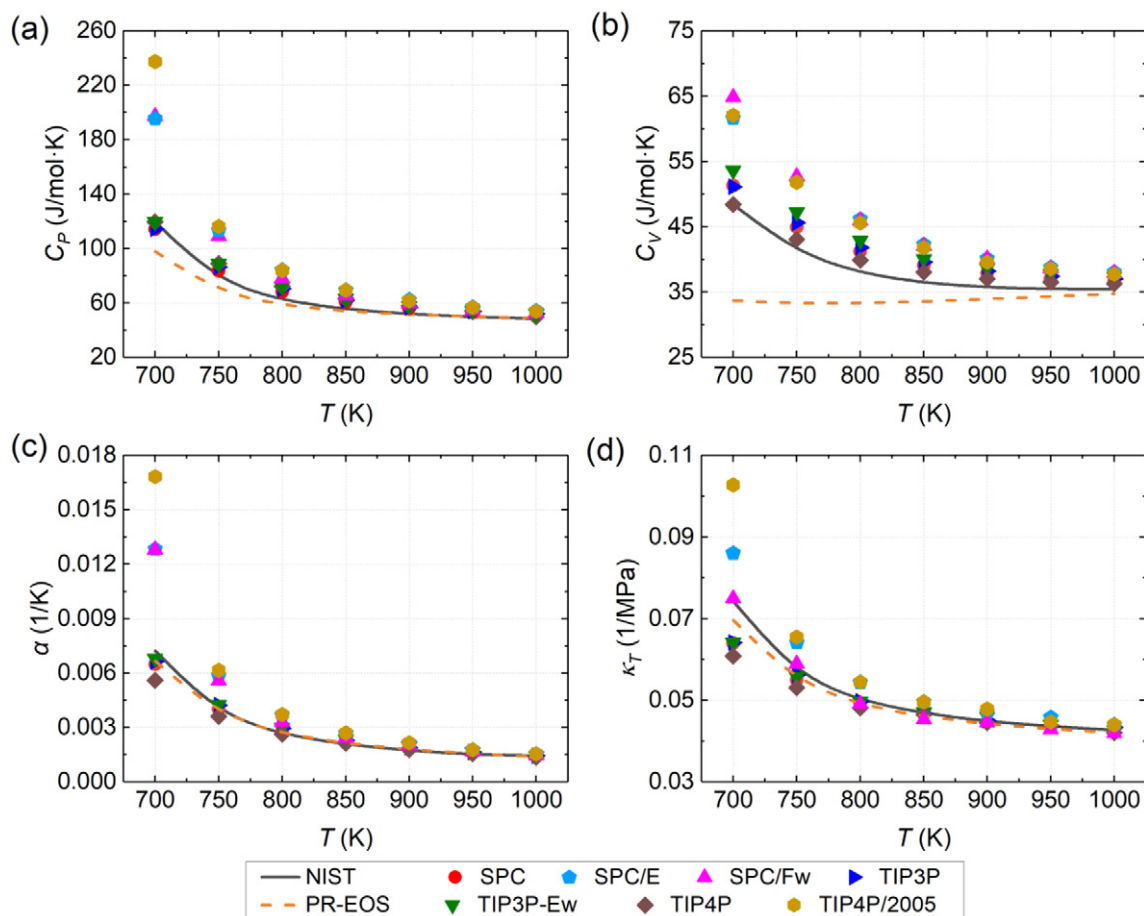 (a)
260
220
180
140
100
60
20
C_P (J/mol·K)
700 750 800 850 900 950 1000
T (K)
(b)
75
65
55
45
35
25
C_V (J/mol·K)
700 750 800 850 900 950 1000
T (K)
(c)
0.018
0.015
0.012
0.009
0.006
0.003
0.000
α (1/K)
700 750 800 850 900 950 1000
T (K)
(d)
0.11
0.09
0.07
0.05
0.03
κ_T (1/MPa)
700 750 800 850 900 950 1000
T (K)
NIST SPC SPC/E SPC/Fw TIP3P
PR-EOS TIP3P-Ew TIP4P TIP4P/2005